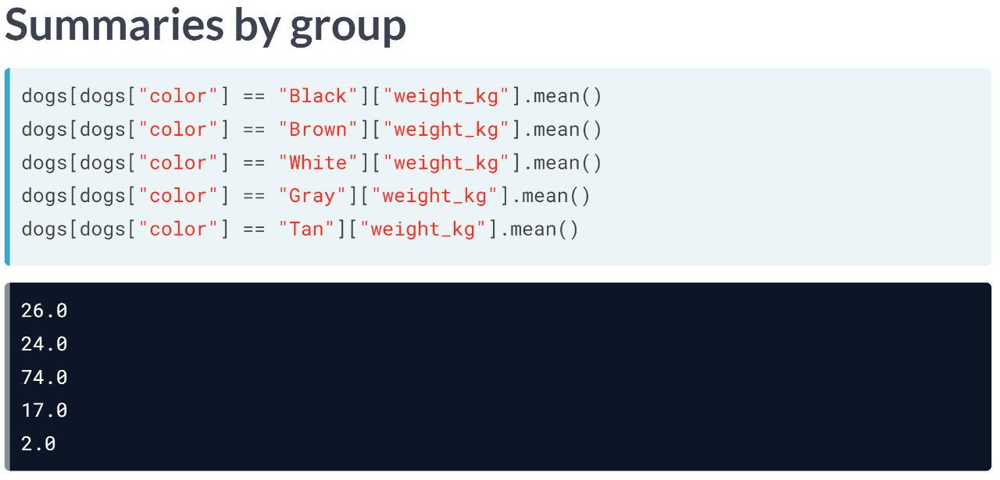 Summaries by group
dogs[dogs["color"] == "Black"]["weight_kg"].mean()
dogs[dogs["color"] == "Brown"]["weight_kg"].mean()
dogs[dogs["color"] == "White"]["weight_kg"].mean()
dogs[dogs["color"] == "Gray"]["weight_kg"].mean()
dogs[dogs["color"] == "Tan"]["weight_kg"].mean()
26.0
24.0
74.0
17.0
2.0